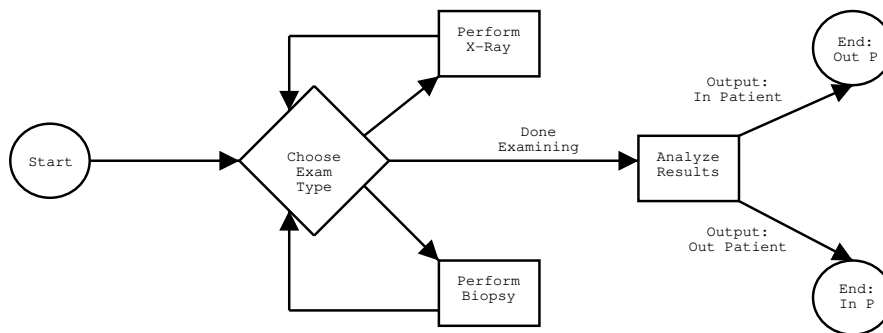 Perform
X-Ray
End:
Out P
Output:
In Patient
Start
Choose
Exam
Type
Done
Examining
Analyze
Results
Output:
Out Patient
Perform
Biopsy
End:
In P